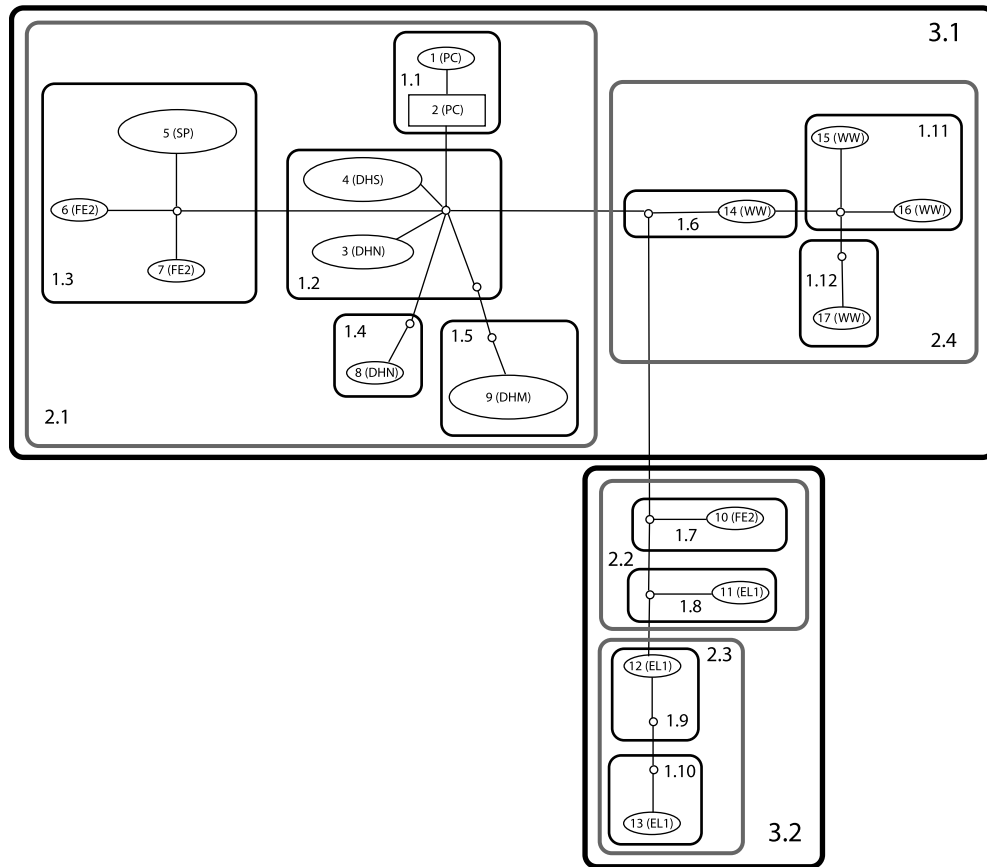 3.1
1 (PC)
1.1
2 (PC)
5 (SP)
15 (WW)
1.11
4 (DHS)
6 (FE2)
14 (WW)
16 (WW)
1.6
3 (DHN)
7 (FE2)
1.3
1.2
1.12
17 (WW)
1.4
1.5
2.4
8 (DHN)
9 (DHM)
2.1
10 (FE2)
1.7
2.2
11 (EL1)
1.8
2.3
12 (EL1)
1.9
1.10
13 (EL1)
3.2